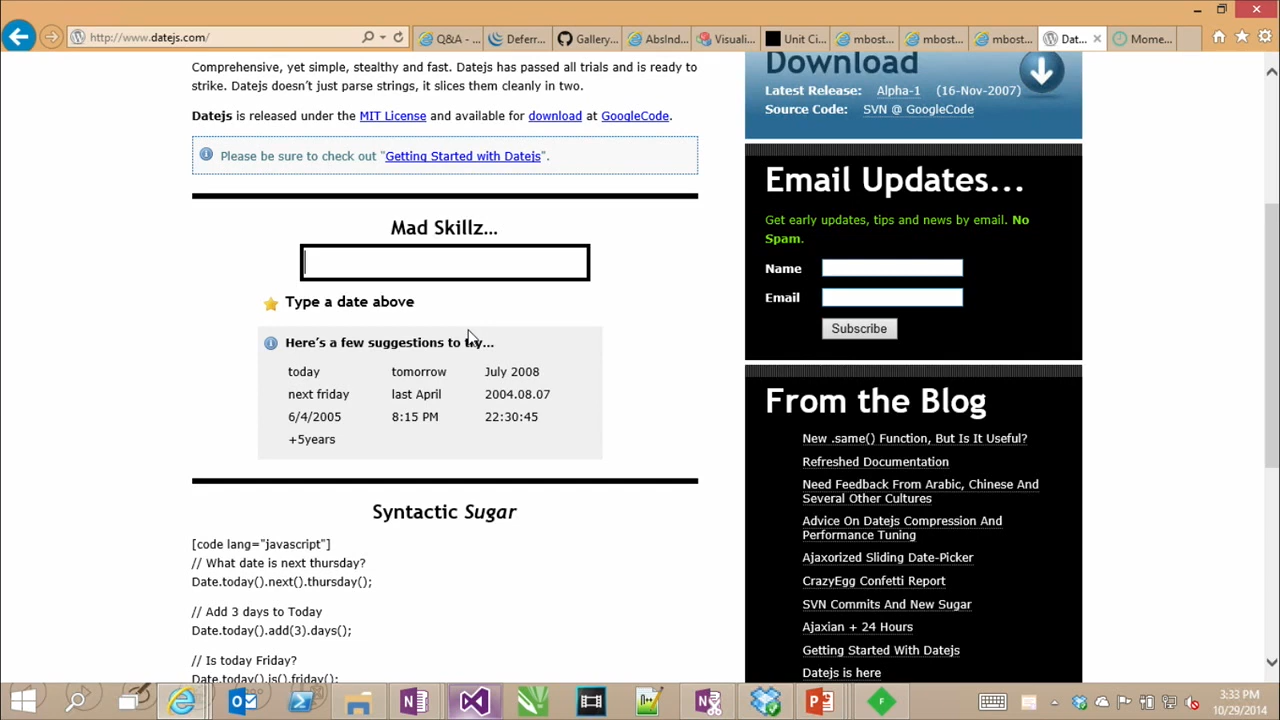 http://www.datejs.com/
Q&A - ...
Deferr...
Gallery...
AbsInd...
Visuali...
Unit Ci...
mbost...
mbost...
mbost...
Dat...
Mome...
Comprehensive, yet simple, stealthy and fast. Datejs has passed all trials and is ready to
strike. Datejs doesn't just parse strings, it slices them cleanly in two.
Datejs is released under the MIT License and available for download at GoogleCode.
Please be sure to check out "Getting Started with Datejs".
Mad Skillz...
Type a date above
Here's a few suggestions to try...
today tomorrow July 2008
next friday last April 2004.08.07
6/4/2005 8:15 PM 22:30:45
+5years
Syntactic Sugar
[code lang="javascript"]
// What date is next thursday?
Date.today().next().thursday();
// Add 3 days to Today
Date.today().add(3).days();
// Is today Friday?
Date.today().is().friday();
Download
Latest Release: Alpha-1 (16-Nov-2007)
Source Code: SVN @ GoogleCode
Email Updates...
Get early updates, tips and news by email. No
Spam.
Name
Email
Subscribe
From the Blog
New .same() Function, But Is It Useful?
Refreshed Documentation
Need Feedback From Arabic, Chinese And
Several Other Cultures
Advice On Datejs Compression And
Performance Tuning
Ajaxorized Sliding Date-Picker
CrazyEgg Confetti Report
SVN Commits And New Sugar
Ajaxian + 24 Hours
Getting Started With Datejs
Datejs is here
3:33 PM
10/29/2014